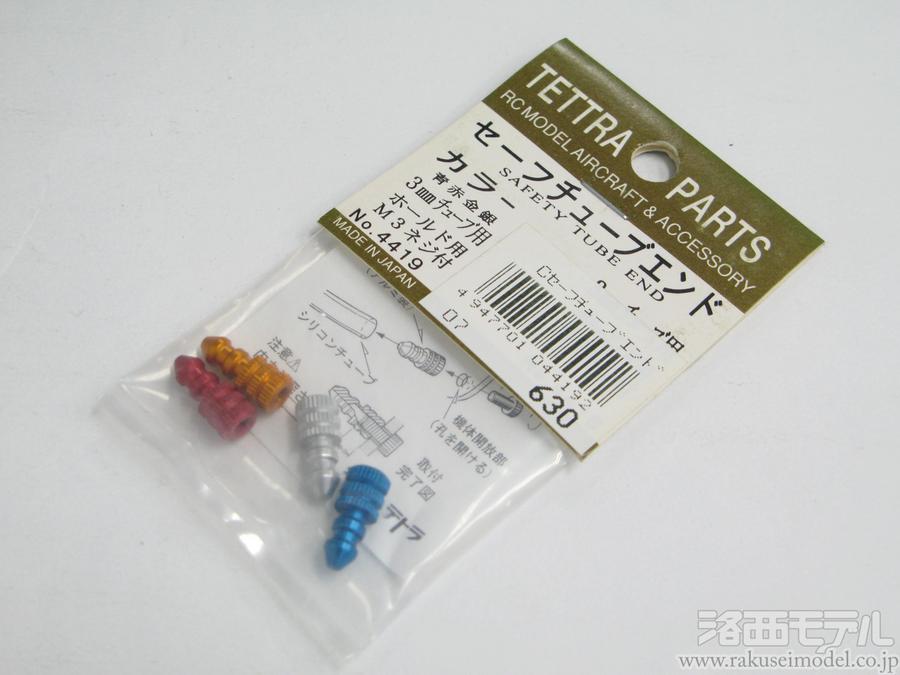 TETTRA PARTS
RC MODEL AIRCRAFT & ACCESSORY
セーフチューブエンド
SAFETY TUBE END
カラー
青赤金銀
3㎜チューブ用
ホールド用
M3ネジ付
No.4419
MADE IN JAPAN
Cセーフチューブエンド
4 947701 044192
07
630
シリコンチューブ
注意⚠
機体開放部
(孔を開ける)
取付
完了図
テトラ
洛西モデル
www.rakuseimodel.co.jp